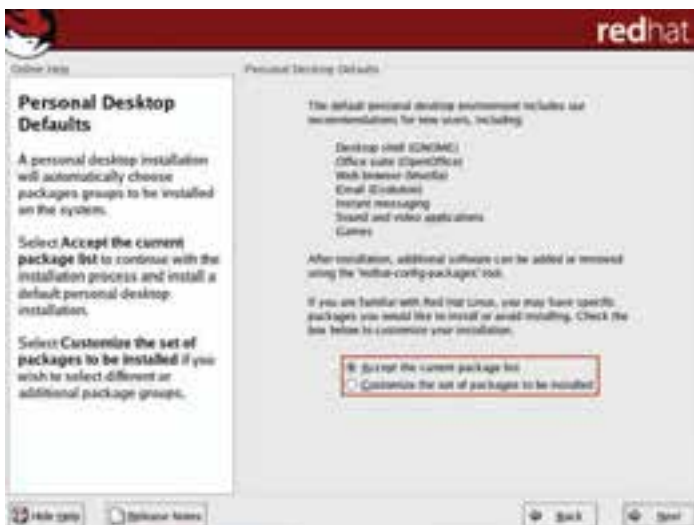 redhat
Online Help
Personal Desktop Defaults
Personal Desktop
Defaults
A personal desktop installation
will automatically choose
packages groups to be installed
on the system.
Select Accept the current
package list to continue with the
installation process and install a
default personal desktop
installation.
Select Customize the set of
packages to be installed if you
wish to select different or
additional package groups.
The default personal desktop environment includes our
recommendations for new users, including:
Desktop shell (GNOME)
Office suite (OpenOffice)
Web browser (Mozilla)
Email (Evolution)
Instant messaging
Sound and video applications
Games
After installation, additional software can be added or removed
using the 'redhat-config-packages' tool.
If you are familiar with Red Hat Linux, you may have specific
packages you would like to install or avoid installing. Check the
box below to customize your installation.
Accept the current package list
Customize the set of packages to be installed
Hide Help
Release Notes
Back
Next